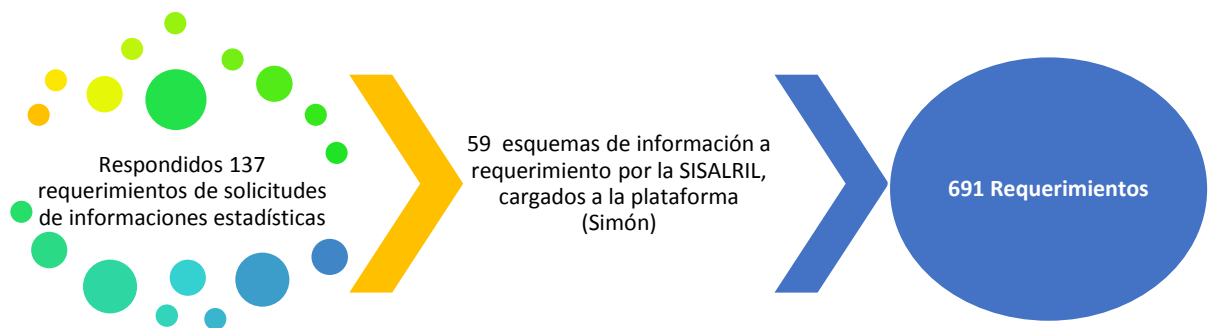 Respondidos 137
requerimientos de solicitudes
de informaciones estadísticas
59 esquemas de información a
requerimiento por la SISALRIL,
cargados a la plataforma
(Simón)
691 Requerimientos